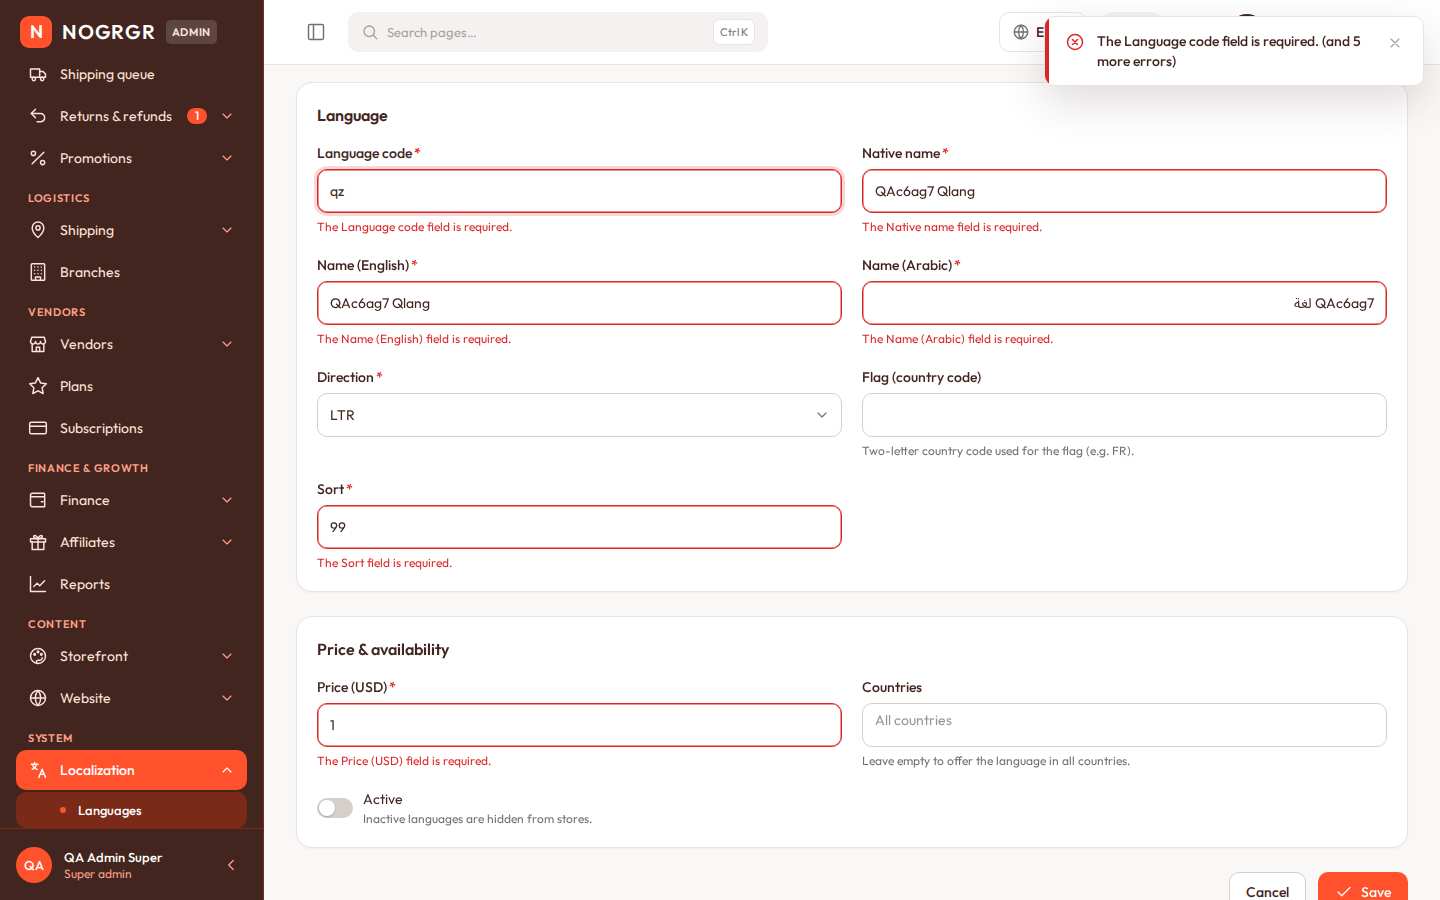 N NOGRGR ADMIN
Shipping queue
Returns & refunds 1
Promotions
LOGISTICS
Shipping
Branches
VENDORS
Vendors
Plans
Subscriptions
FINANCE & GROWTH
Finance
Affiliates
Reports
CONTENT
Storefront
Website
SYSTEM
Localization
Languages
QA
QA Admin Super
Super admin
Search pages...
Ctrl K
The Language code field is required. (and 5
more errors)
Language
Language code *
qz
The Language code field is required.
Native name *
QAc6ag7 Qlang
The Native name field is required.
Name (English) *
QAc6ag7 Qlang
The Name (English) field is required.
Name (Arabic) *
QAc6ag7 لغة
The Name (Arabic) field is required.
Direction *
LTR
Flag (country code)
Two-letter country code used for the flag (e.g. FR).
Sort *
99
The Sort field is required.
Price & availability
Price (USD) *
1
The Price (USD) field is required.
Countries
All countries
Leave empty to offer the language in all countries.
Active
Inactive languages are hidden from stores.
Cancel
Save